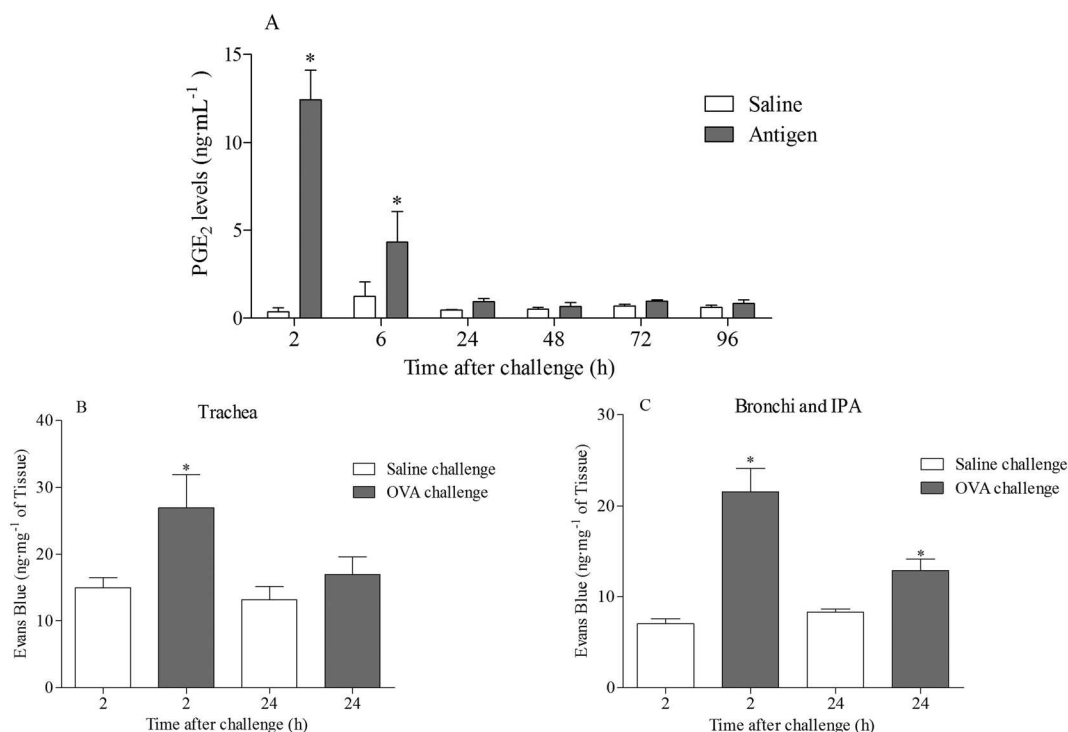 A
PGE₂ levels (ng·mL⁻¹)
15
10
5
0
* *
Saline
Antigen
2 6 24 48 72 96
Time after challenge (h)
B
Trachea
Evans Blue (ng·mg⁻¹ of Tissue)
40
30
20
10
0
*
Saline challenge
OVA challenge
2 2 24 24
Time after challenge (h)
C
Bronchi and IPA
Evans Blue (ng·mg⁻¹ of Tissue)
30
20
10
0
* *
Saline challenge
OVA challenge
2 2 24 24
Time after challenge (h)